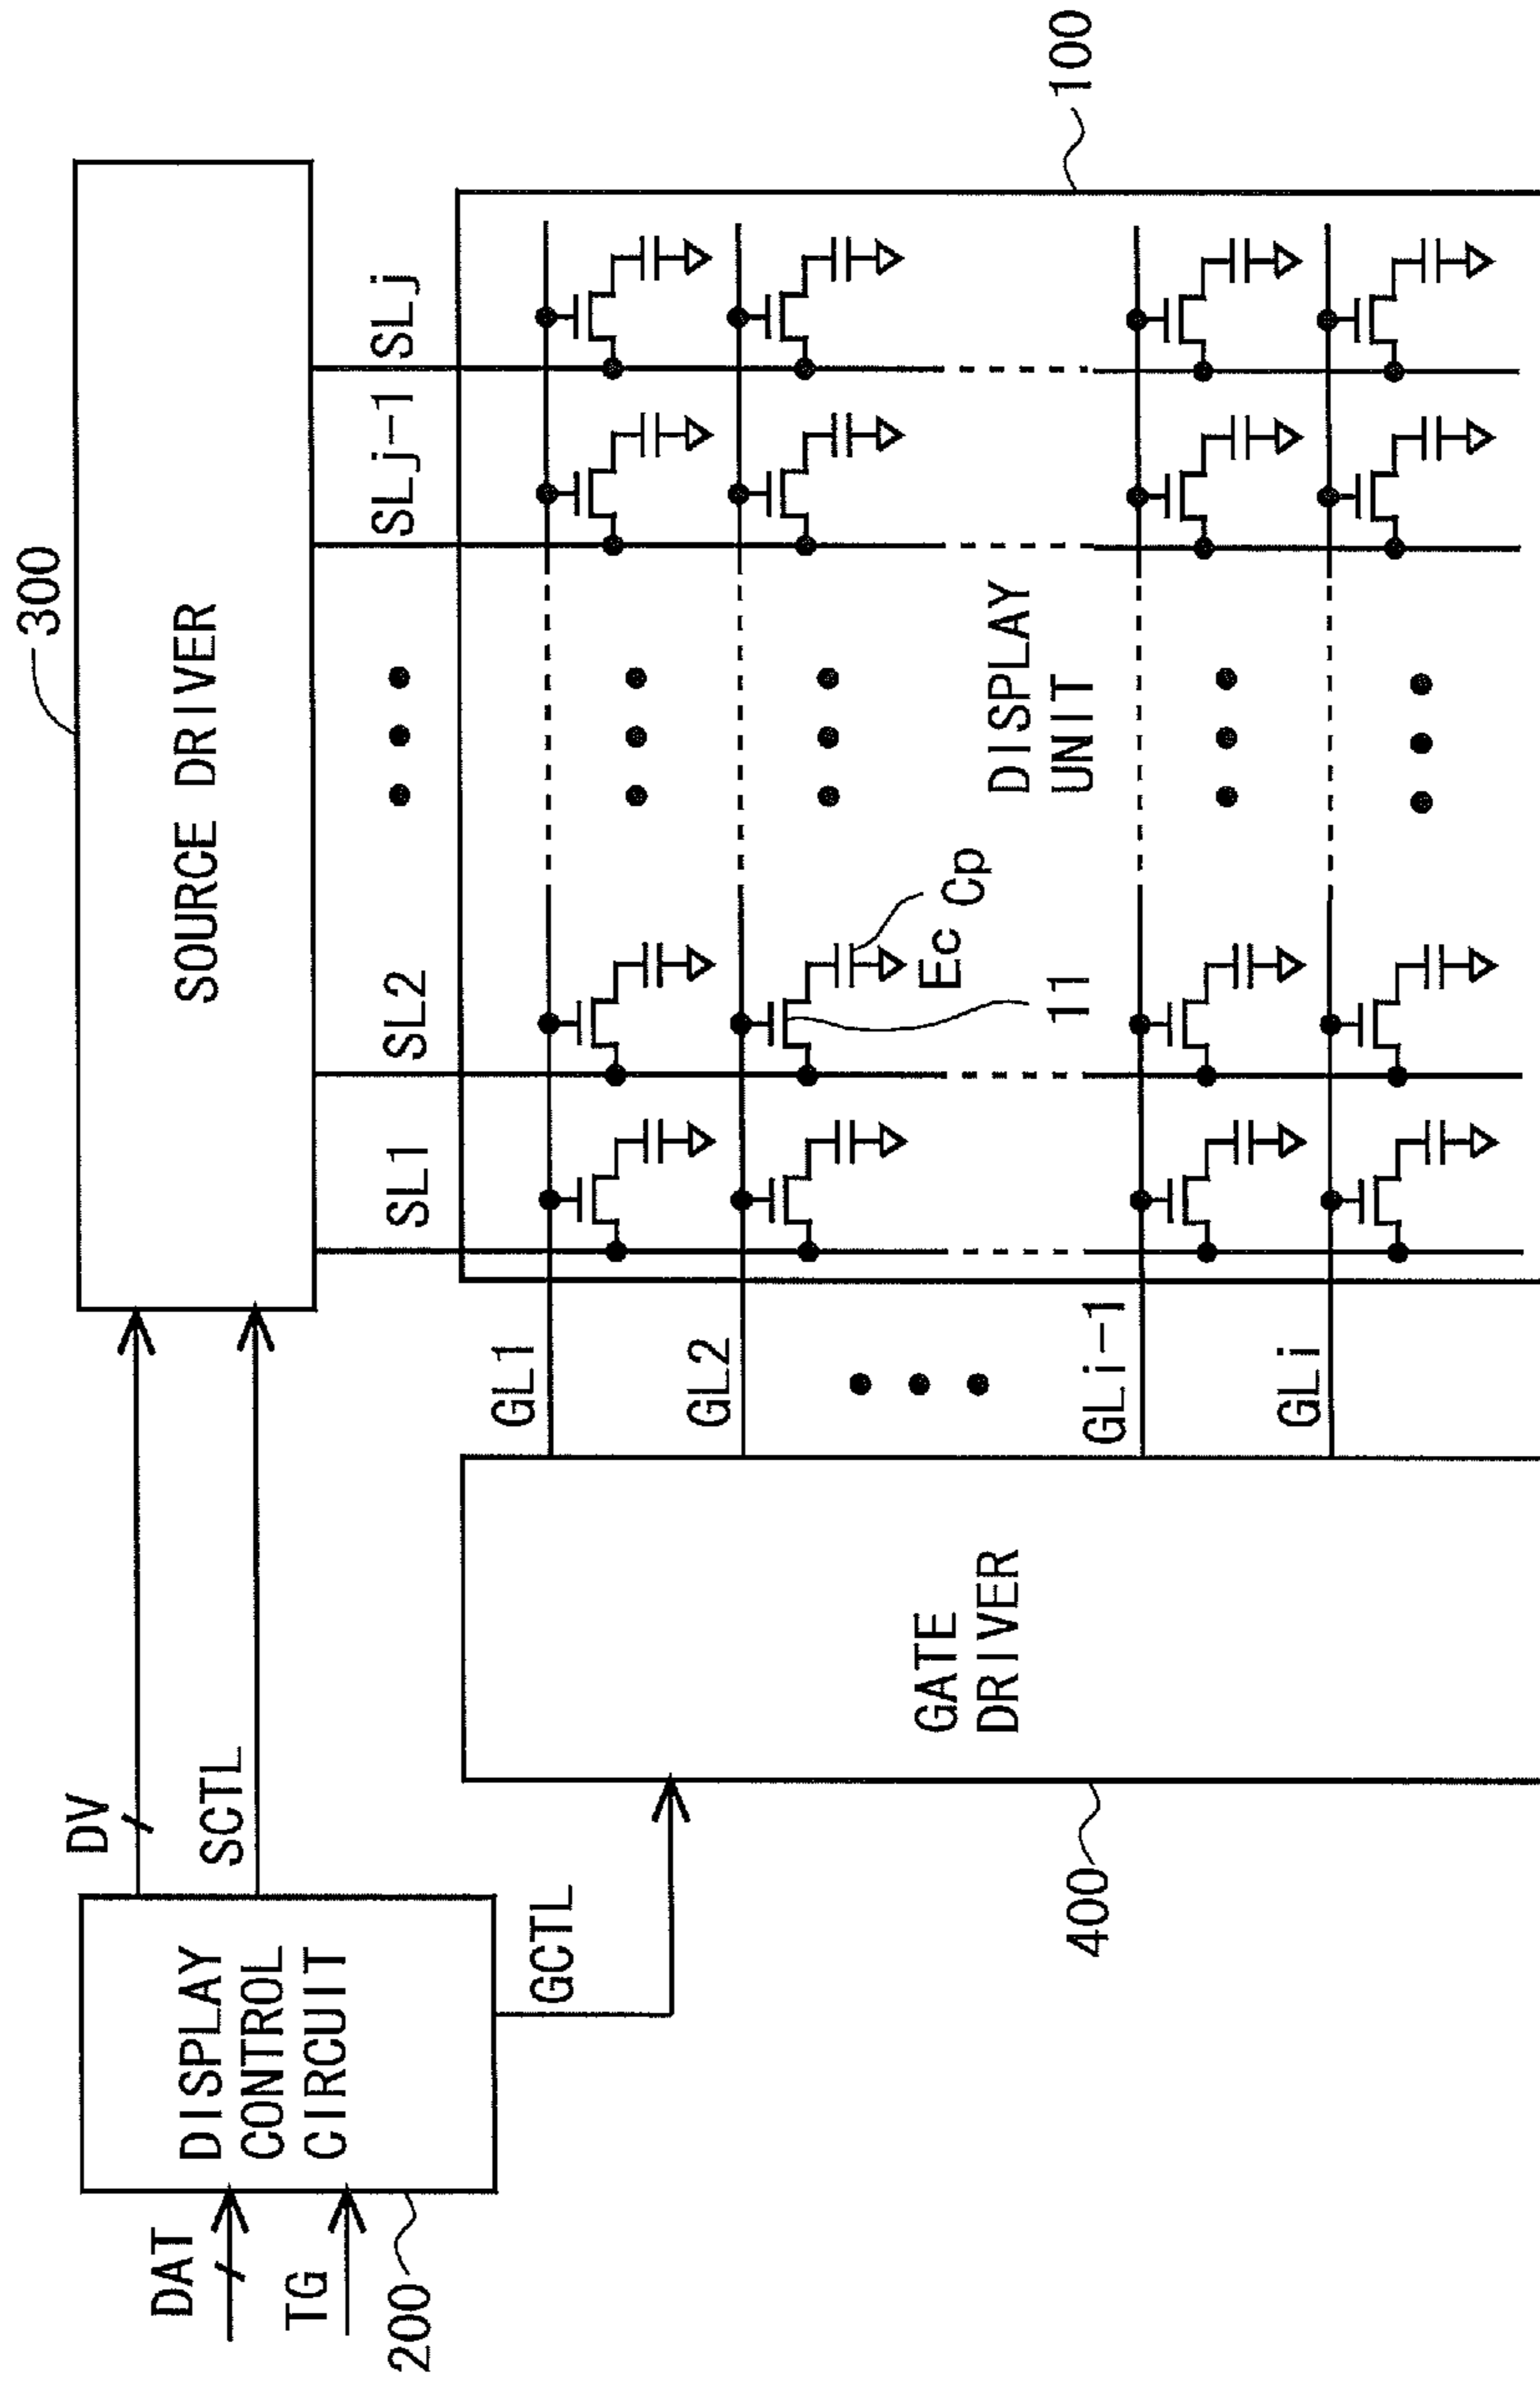 300
SOURCE DRIVER
DV
SCTL
DISPLAY
CONTROL
CIRCUIT
DAT
TG
200
GCTL
SL1
SL2
SLj-1
SLj
100
GL1
GL2
GLi-1
GLi
GATE
DRIVER
400
Cp
Ec
11
DISPLAY
UNIT